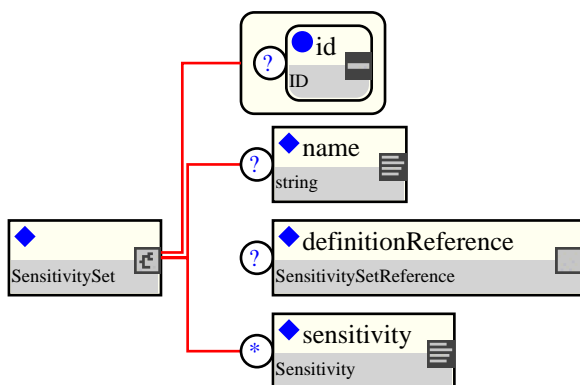 id
?
ID
name
?
string
SensitivitySet
definitionReference
?
SensitivitySetReference
sensitivity
*
Sensitivity